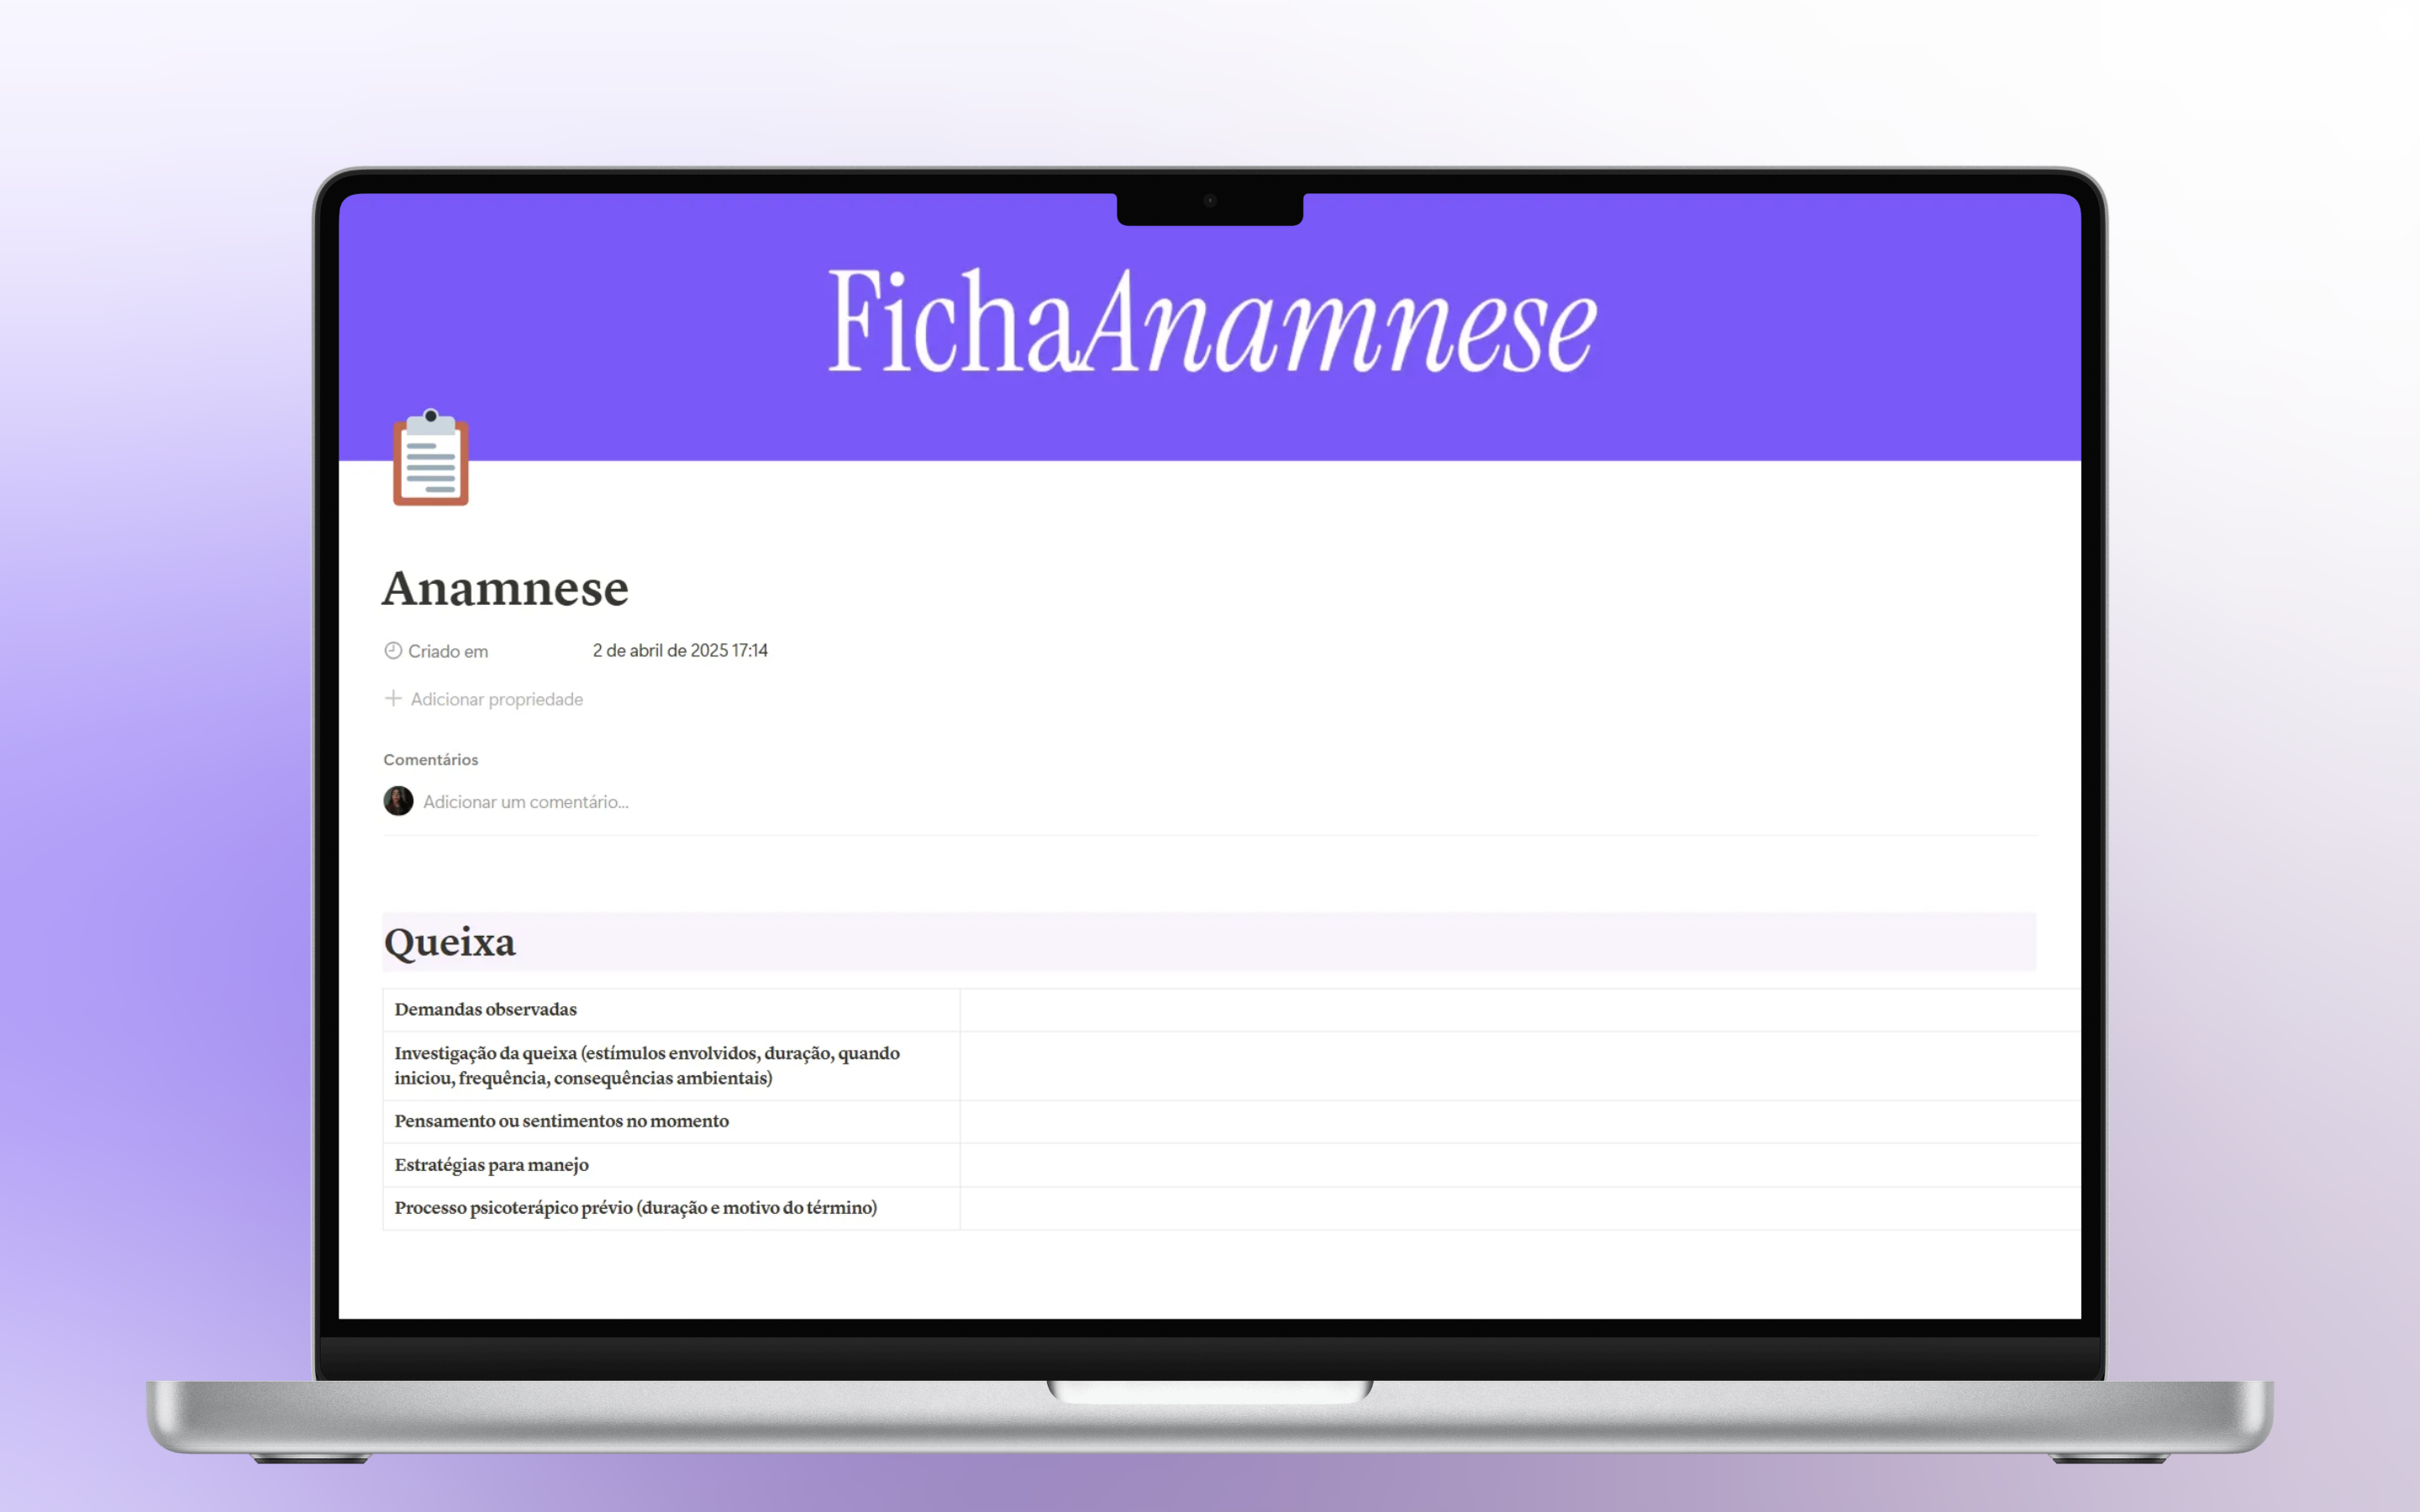 FichaAnamnese
Anamnese
Criado em 2 de abril de 2025 17:14
Adicionar propriedade
Comentários
Adicionar um comentário...
Queixa
Demandas observadas
Investigação da queixa (estímulos envolvidos, duração, quando
iniciou, frequência, consequências ambientais)
Pensamento ou sentimentos no momento
Estratégias para manejo
Processo psicoterápico prévio (duração e motivo do término)